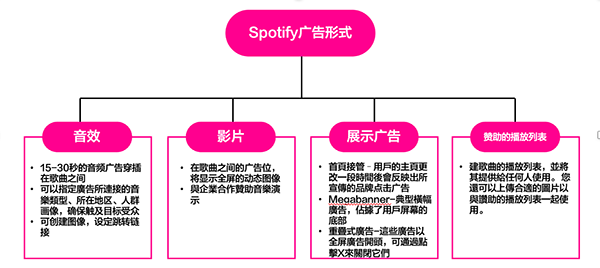 Spotify广告形式
音效
15-30秒的音频广告穿插
在歌曲之间
可以指定廣告所連接的音
樂類型、所在地区、人群
画像，确保触及目标受众
可创建图像，设定跳转链
接
影片
在歌曲之间的广告位，
将显示全屏的动态图像
與企業合作贊助音樂演
示
展示广告
首頁接管–用戶的主頁更
改一段時間後會反映出所
宣傳的品牌点击广告
Megabanner–典型橫幅
廣告，佔據了用戶屏幕的
底部
重疊式廣告–這些廣告以
全屏廣告開頭，可通過點
擊X來關閉它們
赞助的播放列表
建歌曲的播放列表，並將
其提供给任何人使用。您
還可以上傳合適的圖片以
與讚助的播放列表一起使
用。